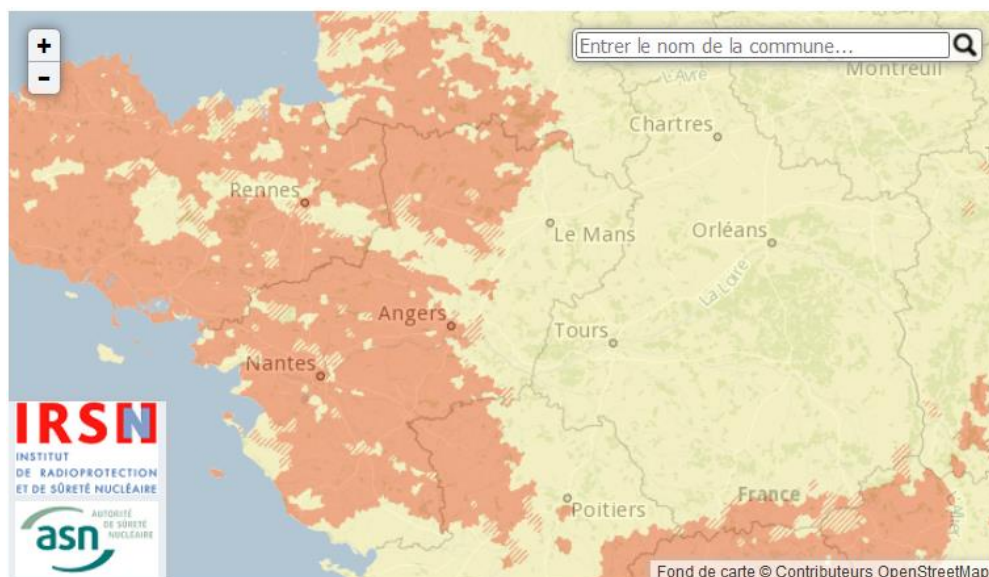 +
Entrer le nom de la commune...
-
L'Avre
Montreuil
Chartres
Rennes
Le Mans
Orléans
La Loire
Angers
Tours
Nantes
IRSN
INSTITUT
DE RADIOPROTECTION
ET DE SÛRETÉ NUCLÉAIRE
Poitiers
France
L'Allier
asn
AUTORITÉ
DE SÛRETÉ
NUCLÉAIRE
Fond de carte © Contributeurs OpenStreetMap